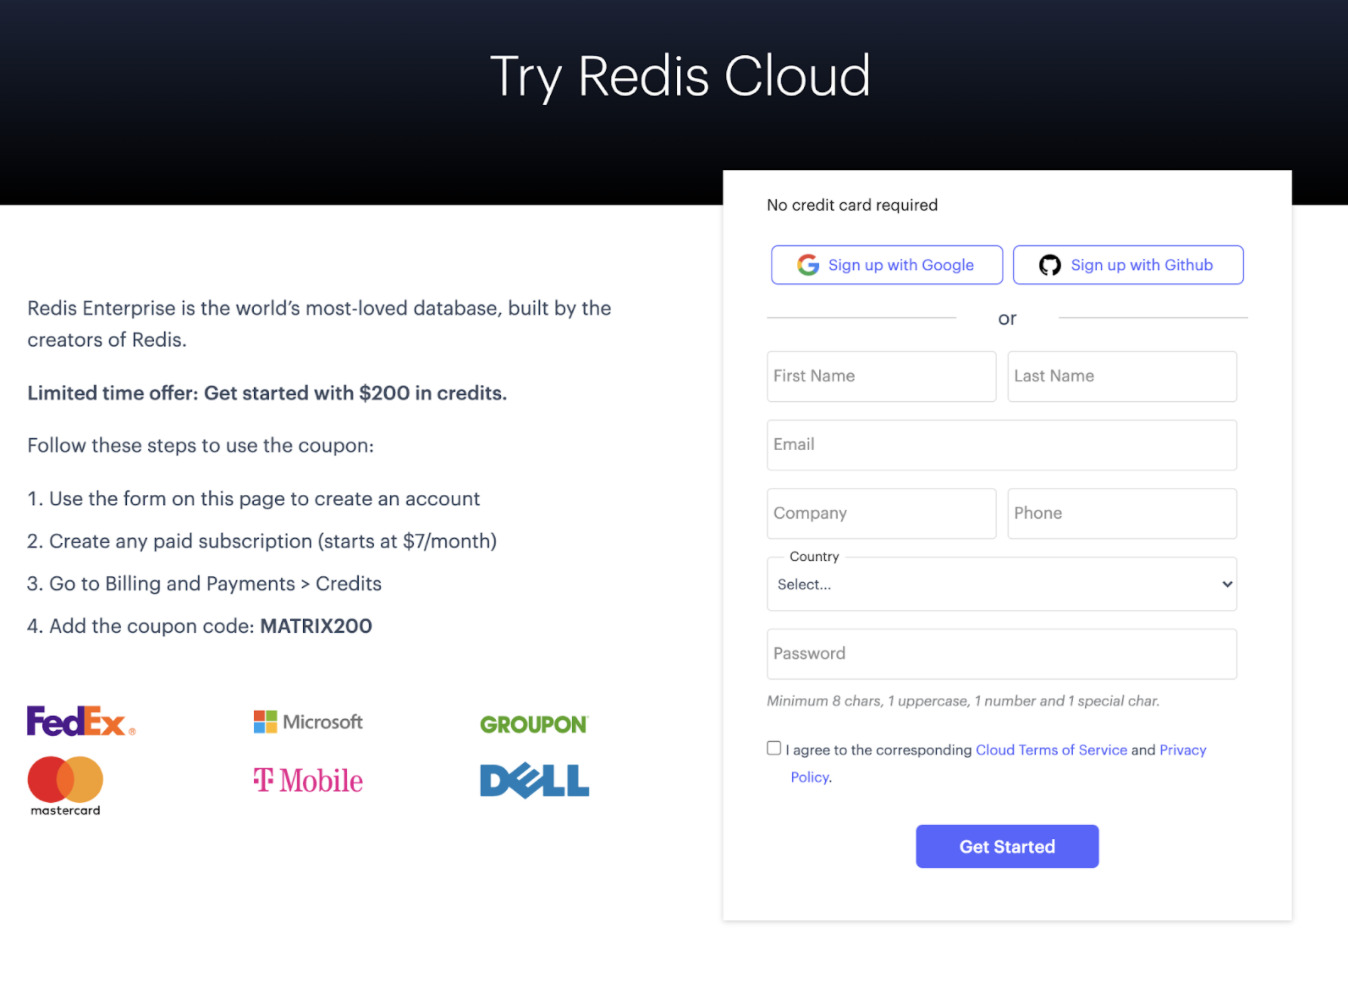 Try Redis Cloud
Redis Enterprise is the world’s most-loved database, built by the
creators of Redis.
Limited time offer: Get started with $200 in credits.
Follow these steps to use the coupon:
1. Use the form on this page to create an account
2. Create any paid subscription (starts at $7/month)
3. Go to Billing and Payments > Credits
4. Add the coupon code: MATRIX200
FedEx®
Microsoft
GROUPON
mastercard
T Mobile
DELL
No credit card required
Sign up with Google
Sign up with Github
or
First Name
Last Name
Email
Company
Phone
Country
Select...
Password
Minimum 8 chars, 1 uppercase, 1 number and 1 special char.
I agree to the corresponding Cloud Terms of Service and Privacy
Policy.
Get Started